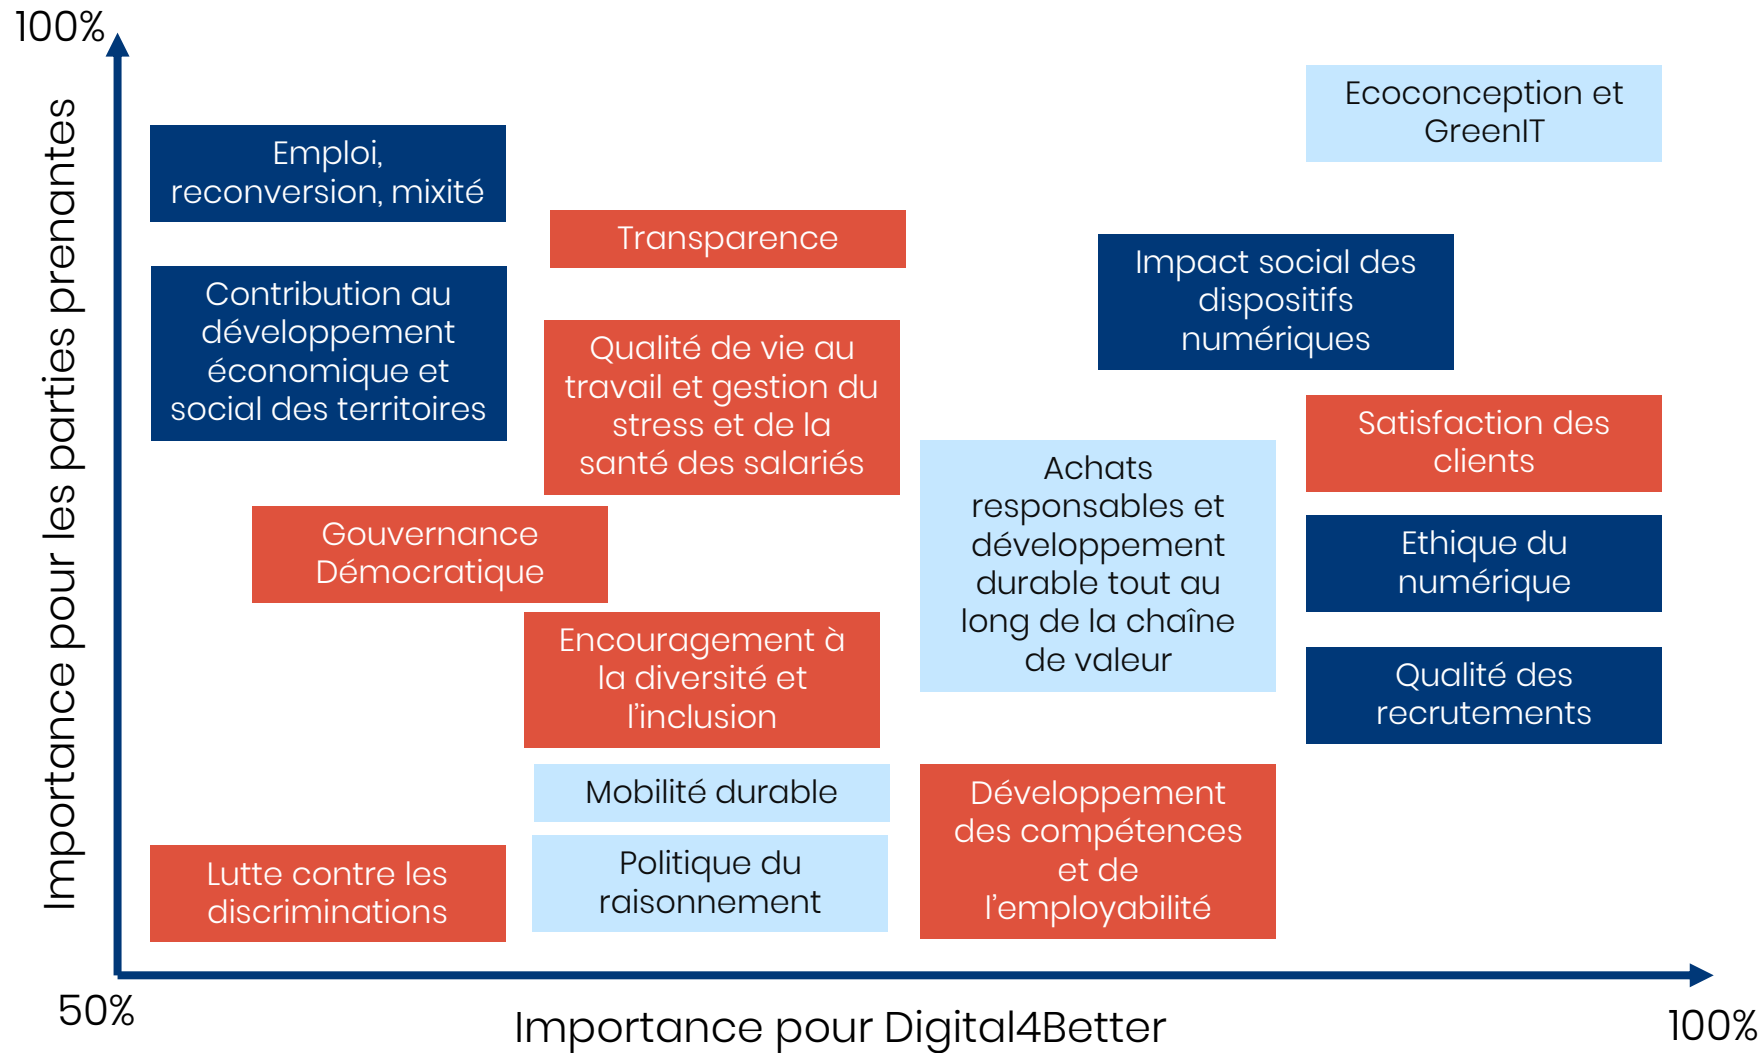 100%
Importance pour les parties prenantes
Ecoconception et
GreenIT
Emploi,
reconversion, mixité
Transparence
Impact social des
dispositifs
numériques
Contribution au
développement
économique et
social des territoires
Qualité de vie au
travail et gestion du
stress et de la
santé des salariés
Satisfaction des
clients
Achats
responsables et
développement
durable tout au
long de la chaîne
de valeur
Gouvernance
Démocratique
Ethique du
numérique
Encouragement à
la diversité et
l'inclusion
Qualité des
recrutements
Mobilité durable
Développement
des compétences
et de
l'employabilité
Politique du
raisonnement
Lutte contre les
discriminations
50%
Importance pour Digital4Better
100%